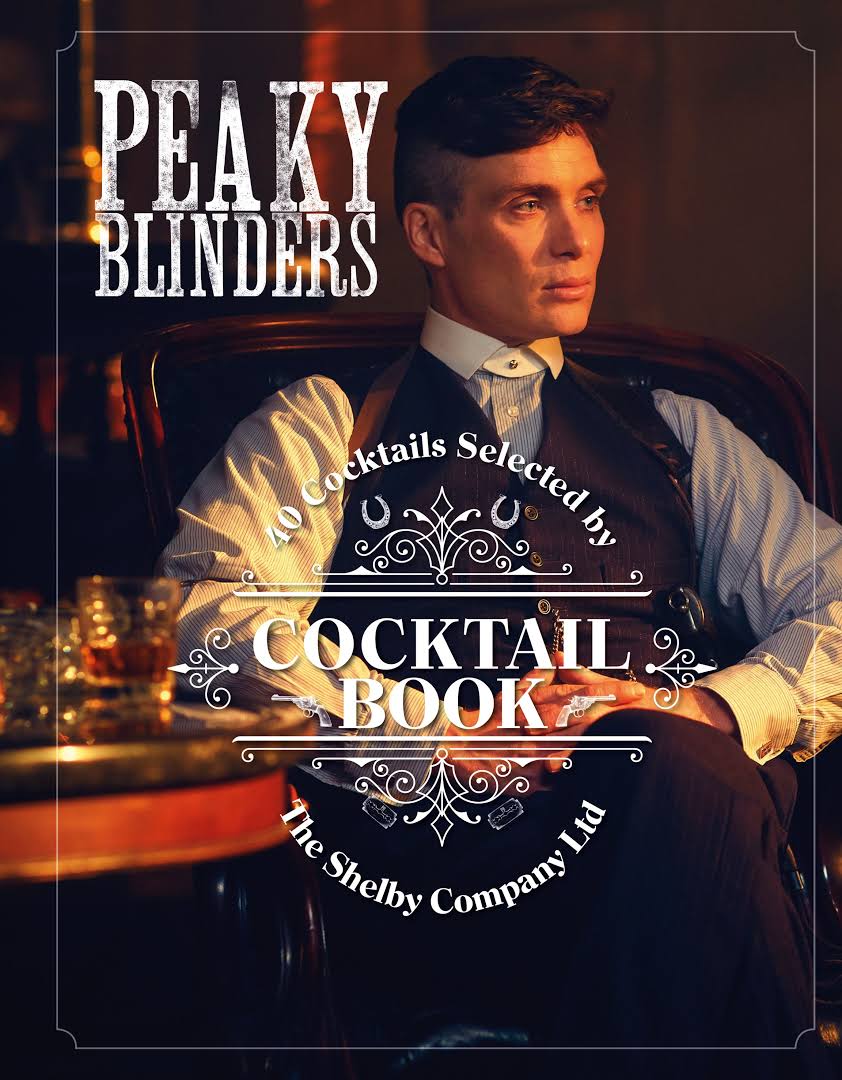 PEAKY
BLINDERS
40 Cocktails Selected by
COCKTAIL
BOOK
The Shelby Company Ltd